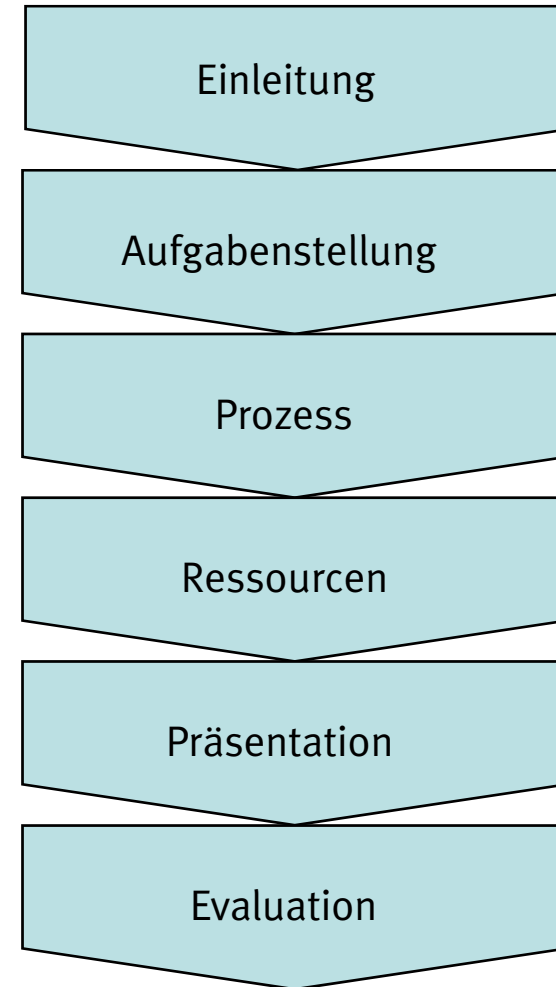 Einleitung
Aufgabenstellung
Prozess
Ressourcen
Präsentation
Evaluation